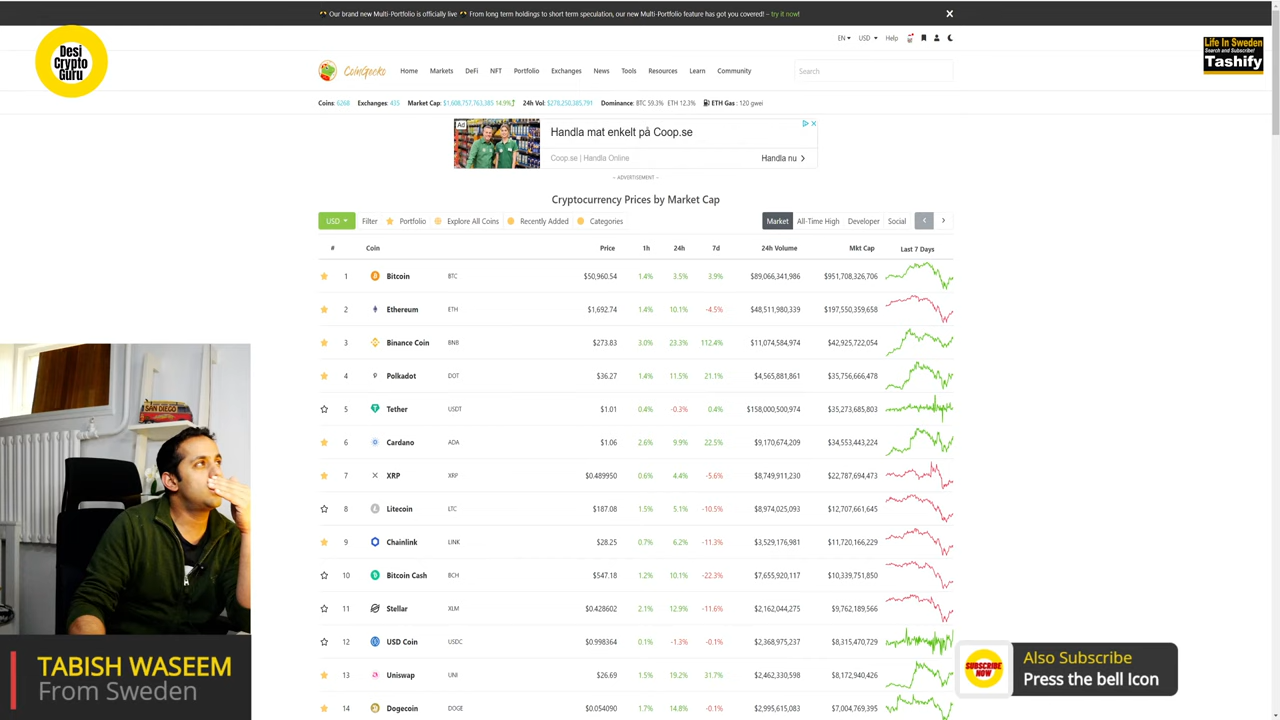 Our brand new Multi-Portfolio is officially live From long term holdings to short term speculation, our new Multi-Portfolio feature has got you covered! – try it now!
Desi
Crypto
Guru
EN USD Help
Life In Sweden
Search and Subscribe!
Tashify
CoinGecko Home Markets DeFi NFT Portfolio Exchanges News Tools Resources Learn Community Search
Coins: 6268 Exchanges: 435 Market Cap: $1,608,757,763,385 14.9% 24h Vol: $278,250,385,791 Dominance: BTC 59.3% ETH 12.3% ETH Gas: 120 gwei
Ad
Handla mat enkelt på Coop.se
Coop.se | Handla Online Handla nu
– ADVERTISEMENT –
Cryptocurrency Prices by Market Cap
USD Filter Portfolio Explore All Coins Recently Added Categories Market All-Time High Developer Social
# Coin Price 1h 24h 7d 24h Volume Mkt Cap Last 7 Days
1 Bitcoin BTC $50,960.54 1.4% 3.5% 3.9% $89,066,341,986 $951,708,326,706
2 Ethereum ETH $1,692.74 1.4% 10.1% -4.5% $48,511,980,339 $197,550,359,658
3 Binance Coin BNB $273.83 3.0% 23.3% 112.4% $11,074,584,974 $42,925,722,054
4 Polkadot DOT $36.27 1.4% 11.5% 21.1% $4,565,881,861 $35,756,666,478
5 Tether USDT $1.01 0.4% -0.3% 0.4% $158,000,500,974 $35,273,685,803
6 Cardano ADA $1.06 2.6% 9.9% 22.5% $9,170,674,209 $34,553,443,224
7 XRP XRP $0.489950 0.6% 4.4% -5.6% $8,749,911,230 $22,787,694,473
8 Litecoin LTC $187.08 1.5% 5.1% -10.5% $8,974,025,093 $12,707,661,645
9 Chainlink LINK $28.25 0.7% 6.2% -11.3% $3,529,176,981 $11,720,166,229
10 Bitcoin Cash BCH $547.18 1.2% 10.1% -22.3% $7,655,920,117 $10,339,751,850
11 Stellar XLM $0.428602 2.1% 12.9% -11.6% $2,162,044,275 $9,762,189,566
12 USD Coin USDC $0.998364 0.1% -1.3% -0.1% $2,368,975,237 $8,315,470,729
13 Uniswap UNI $26.69 1.5% 19.2% 31.7% $2,462,330,598 $8,172,940,426
14 Dogecoin DOGE $0.054090 1.7% 14.8% -0.1% $2,995,615,083 $7,004,769,395
SAN DIEGO
TABISH WASEEM
From Sweden
SUBSCRIBE
NOW
Also Subscribe
Press the bell Icon